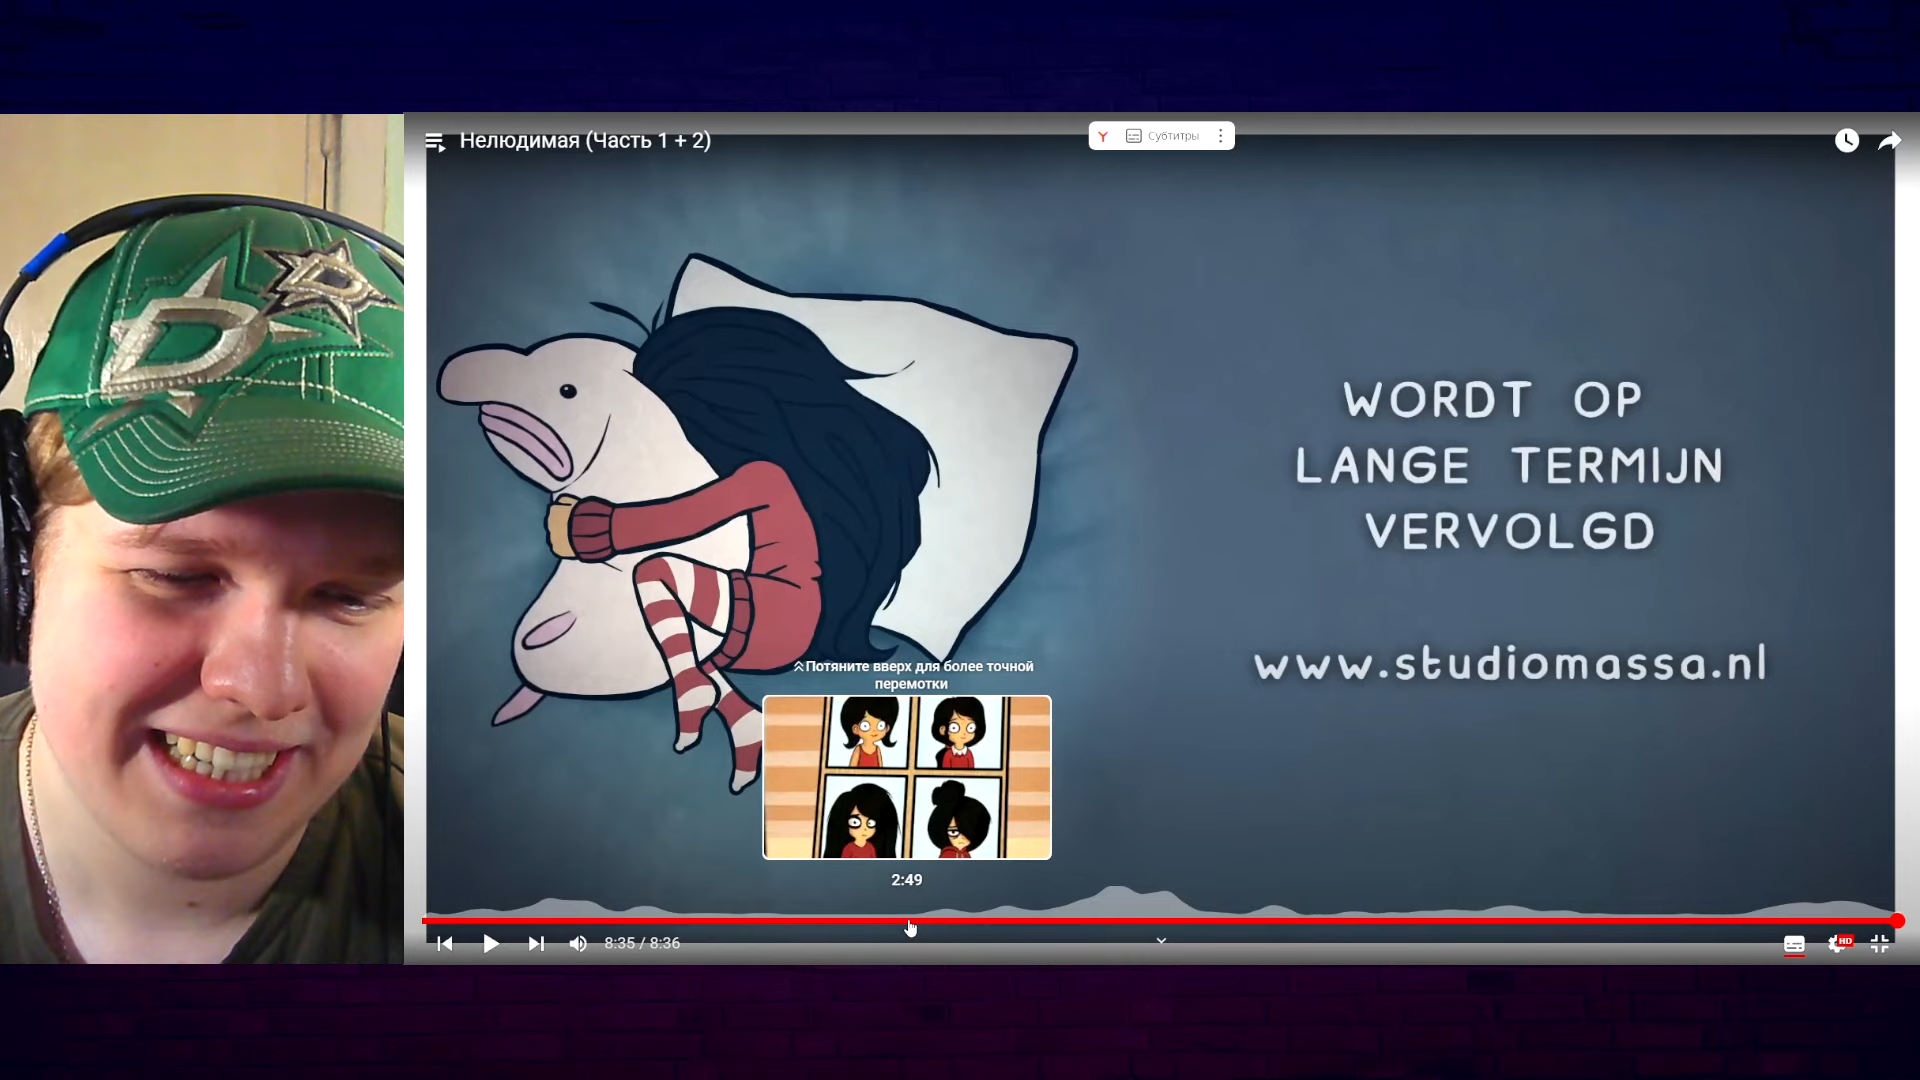 Нелюдимая (Часть 1 + 2)
Y Субтитры
D
D
WORDT OP
LANGE TERMIJN
VERVOLGD
www.studiomassa.nl
Потяните вверх для более точной
перемотки
2:49
8:35 / 8:36
HD